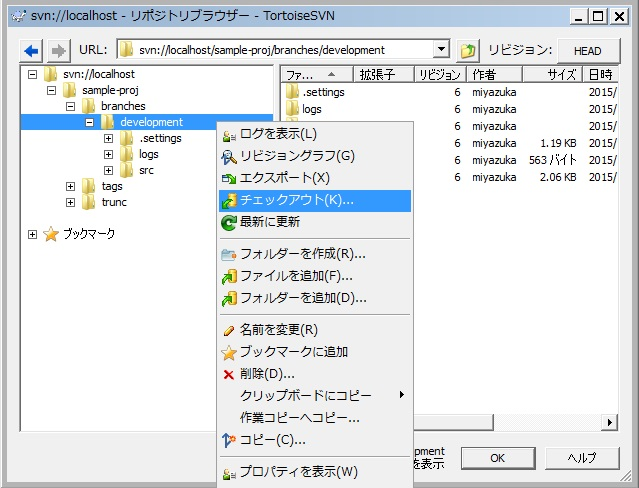 svn://localhost - リポジトリブラウザー - TortoiseSVN
URL: svn://localhost/sample-proj/branches/development リビジョン: HEAD
svn://localhost
sample-proj
branches
development
.settings
logs
src
tags
trunc
ブックマーク
ファ... 拡張子 リビジョン 作者 サイズ 日時
.settings 6 miyazuka 2015/
logs 6 miyazuka 2015/
6 miyazuka 2015/
6 miyazuka 1.19 KB 2015/
6 miyazuka 563 バイト 2015/
6 miyazuka 2.06 KB 2015/
ログを表示(L)
リビジョングラフ(G)
エクスポート(X)
チェックアウト(K)...
最新に更新
フォルダーを作成(R)...
ファイルを追加(F)...
フォルダーを追加(D)...
名前を変更(R)
ブックマークに追加
削除(D)...
クリップボードにコピー
作業コピーへコピー...
コピー(C)...
プロパティを表示(W)
opment
を表示
OK
ヘルプ